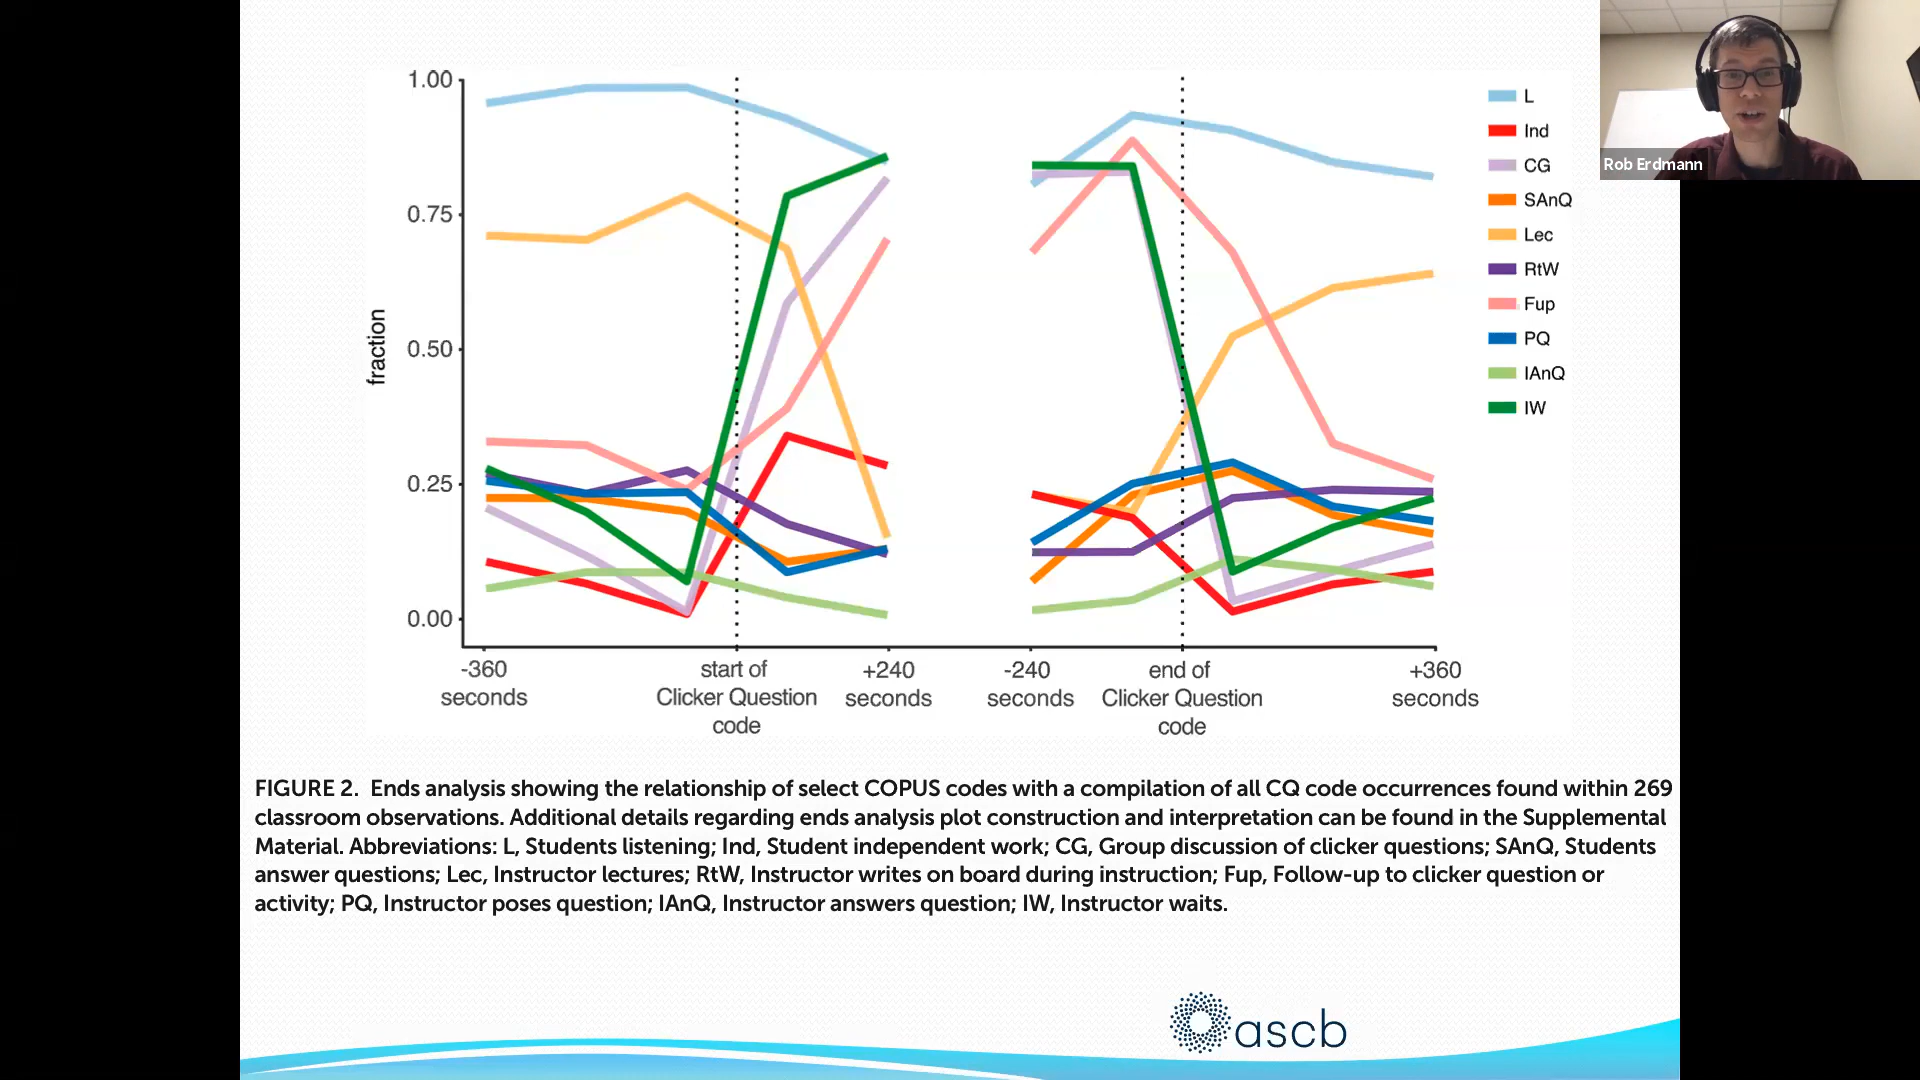 1.00
0.75
0.50
0.25
0.00
fraction
-360
seconds
start of
Clicker Question
code
+240
seconds
-240
seconds
end of
Clicker Question
code
+360
seconds
L
Ind
CG
SAnQ
Lec
RtW
Fup
PQ
IAnQ
IW
Rob Erdmann
FIGURE 2. Ends analysis showing the relationship of select COPUS codes with a compilation of all CQ code occurrences found within 269
classroom observations. Additional details regarding ends analysis plot construction and interpretation can be found in the Supplemental
Material. Abbreviations: L, Students listening; Ind, Student independent work; CG, Group discussion of clicker questions; SAnQ, Students
answer questions; Lec, Instructor lectures; RtW, Instructor writes on board during instruction; Fup, Follow-up to clicker question or
activity; PQ, Instructor poses question; IAnQ, Instructor answers question; IW, Instructor waits.
ascb